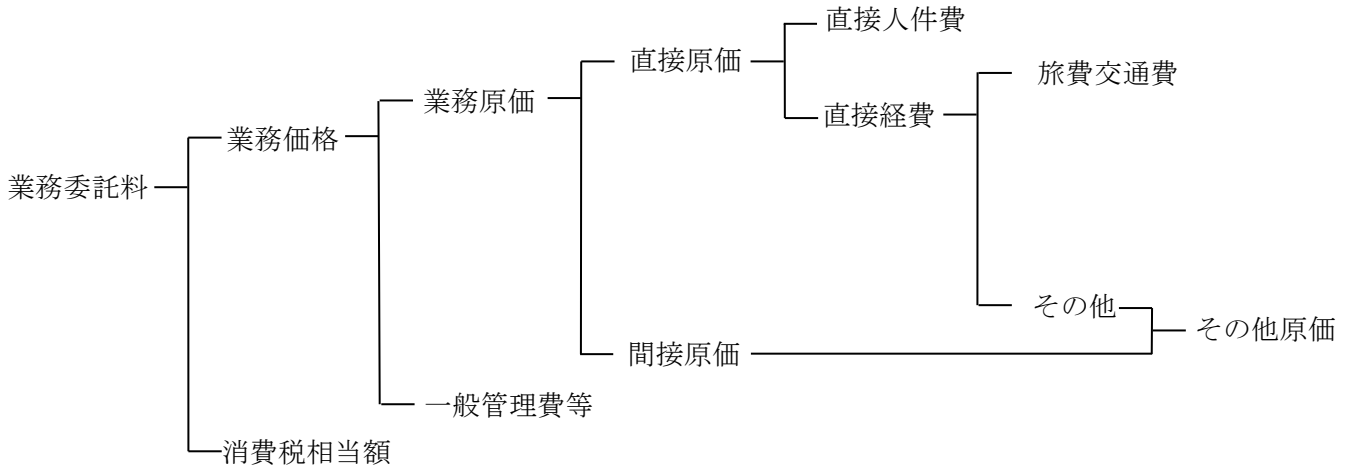 直接人件費
直接原価
旅費交通費
業務原価
直接経費
業務価格
業務委託料
その他
その他原価
間接原価
一般管理費等
消費税相当額